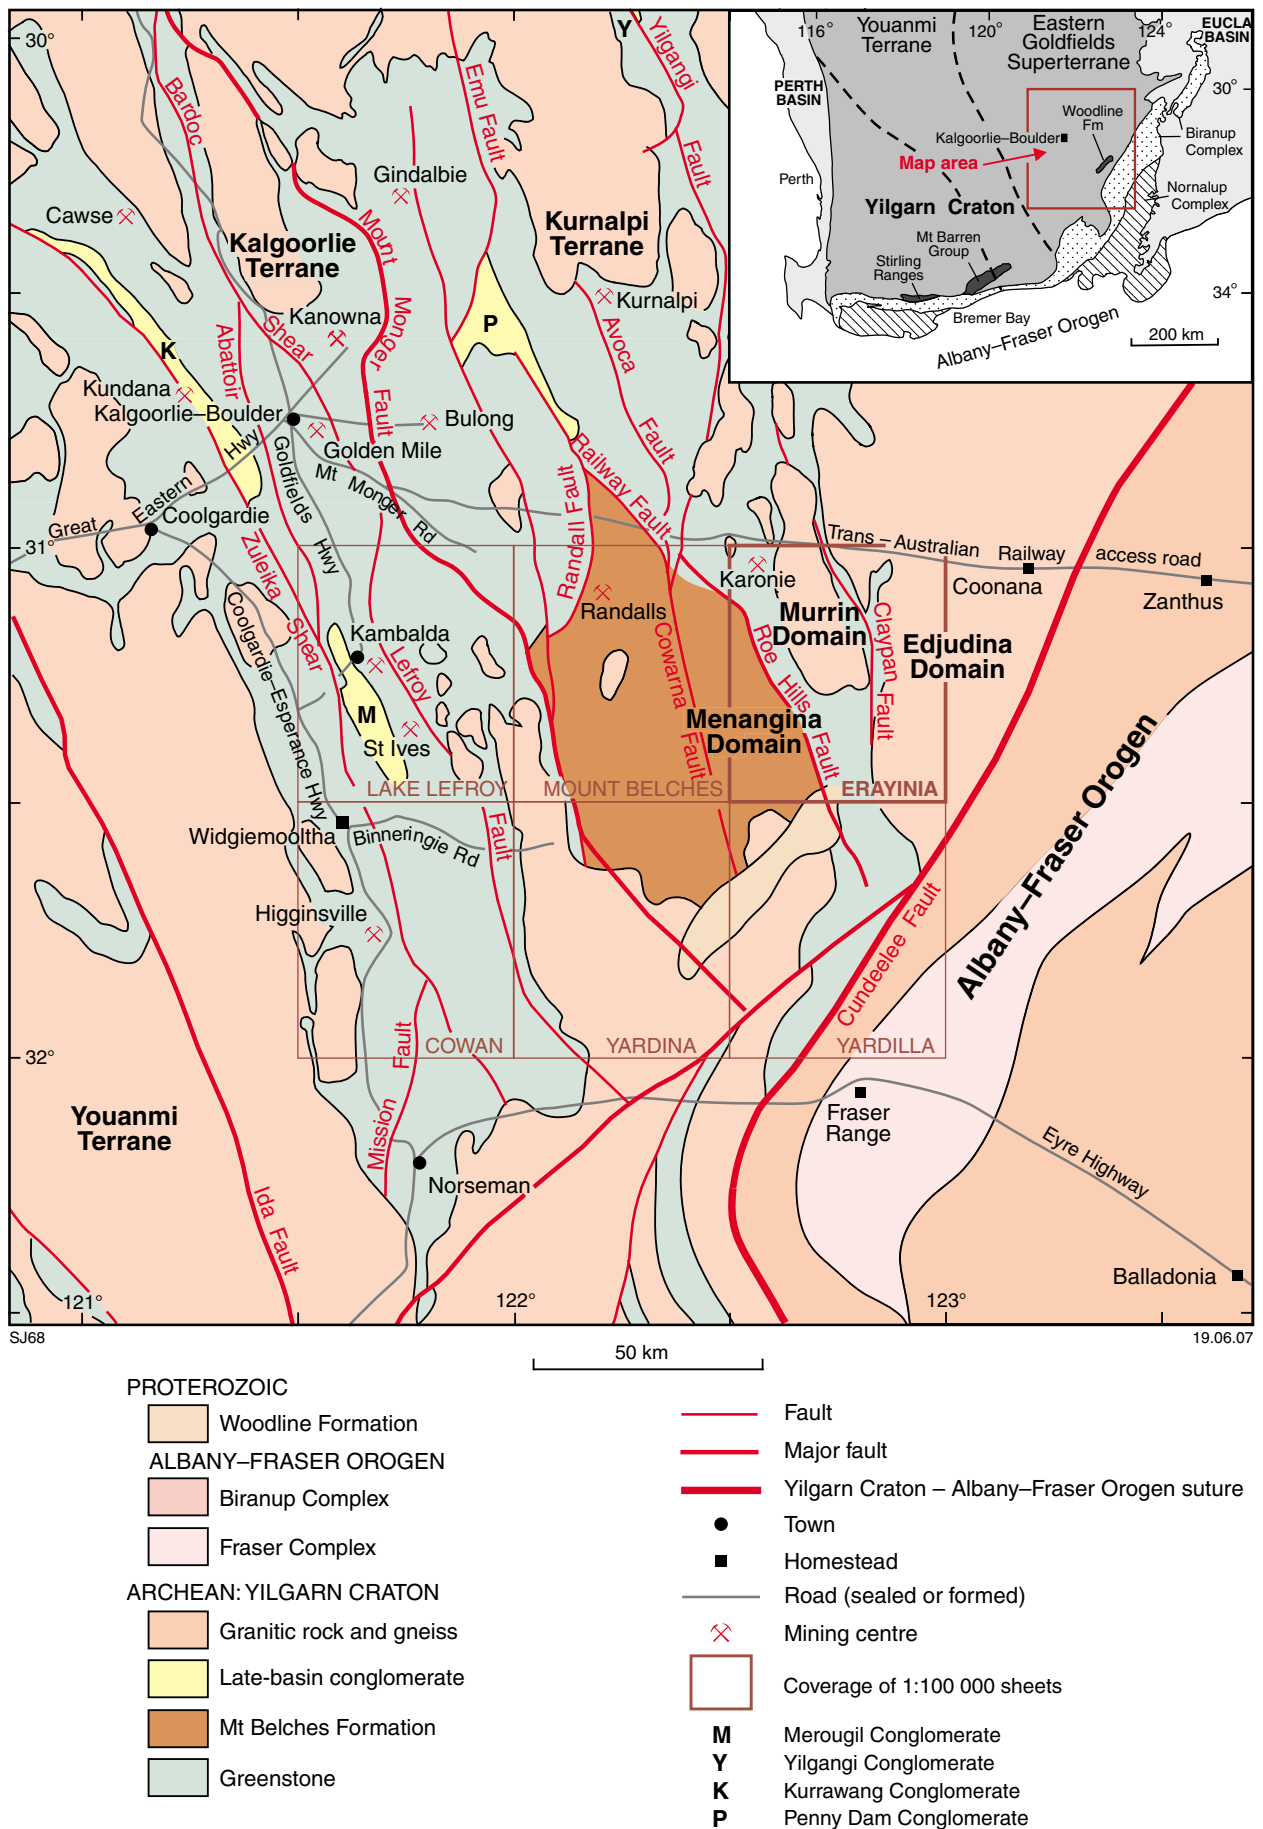 30°
Bardoc
Emu Fault
Y
Yilgangi
Fault
Gindalbie
Cawse
Kalgoorlie
Terrane
Mount
Monger
Fault
Kurnalpi
Terrane
Kurnalpi
Kanowna
Shear
Abattoir
P
Avoca
Fault
K
Kundana
Kalgoorlie–Boulder
Bulong
Golden Mile
Hwy
Goldfields
Hwy
Mt Monger Rd
Railway Fault
Randall Fault
Great Eastern
Coolgardie
31°
Zuleika
Shear
Trans – Australian Railway access road
Karonie
Coonana
Zanthus
Randalls
Murrin
Domain
Claypan Fault
Edjudina
Domain
Coolgardie–Esperance Hwy
Kambalda
Lefroy
Cowarna
Fault
Roe Hills Fault
M
St Ives
Menangina
Domain
LAKE LEFROY
MOUNT BELCHES
ERAYINIA
Widgiemooltha
Binneringie Rd
Fault
Higginsville
Cundeelee Fault
Albany–Fraser Orogen
32°
Fault
COWAN
YARDINA
YARDILLA
Mission
Youanmi
Terrane
Fraser
Range
Eyre Highway
Norseman
Ida Fault
Balladonia
121°
122°
123°
116°
Youanmi
Terrane
120°
Eastern
Goldfields
Superterrane
124°
EUCLA
BASIN
PERTH
BASIN
30°
Woodline
Fm
Kalgoorlie–Boulder
Map area
Biranup
Complex
Perth
Nornalup
Complex
Yilgarn Craton
Mt Barren
Group
Stirling
Ranges
34°
Bremer Bay
Albany–Fraser Orogen
200 km
SJ68
19.06.07
50 km
PROTEROZOIC
Woodline Formation
ALBANY–FRASER OROGEN
Biranup Complex
Fraser Complex
ARCHEAN: YILGARN CRATON
Granitic rock and gneiss
Late-basin conglomerate
Mt Belches Formation
Greenstone
Fault
Major fault
Yilgarn Craton – Albany–Fraser Orogen suture
Town
Homestead
Road (sealed or formed)
Mining centre
Coverage of 1:100 000 sheets
M Merougil Conglomerate
Y Yilgangi Conglomerate
K Kurrawang Conglomerate
P Penny Dam Conglomerate